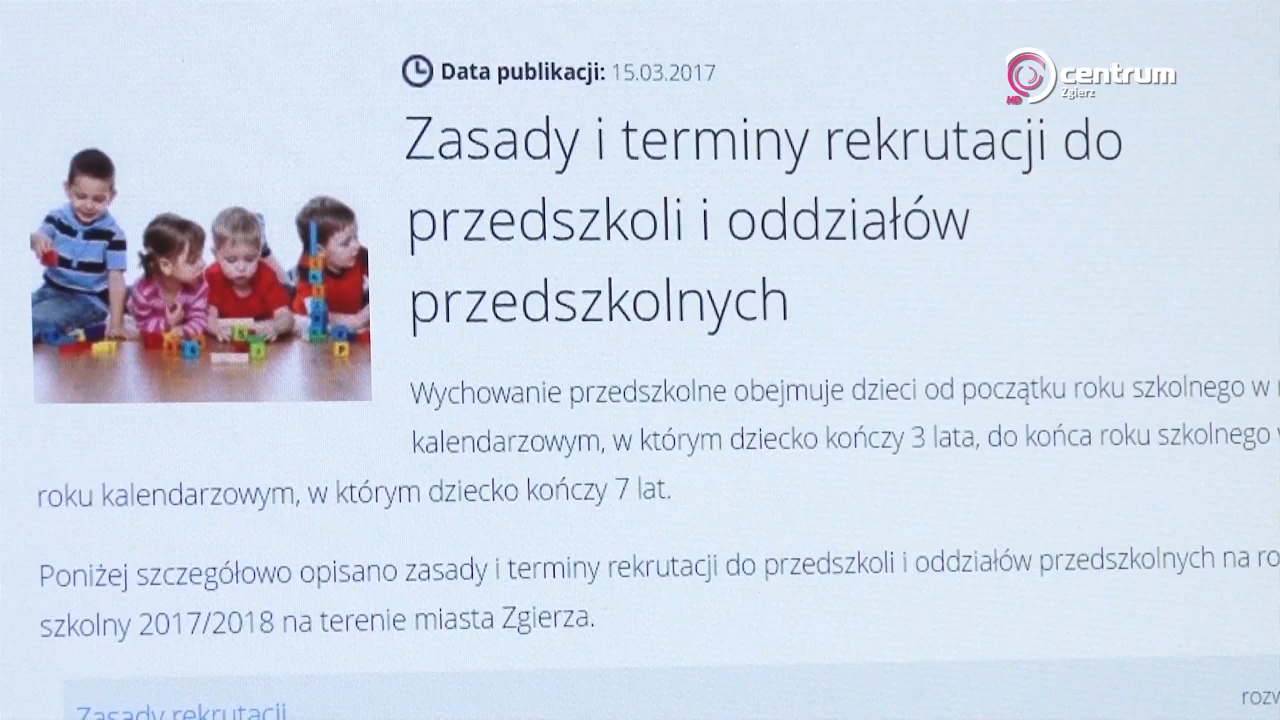 Data publikacji: 15.03.2017
centrum
Zgierz
HD
Zasady i terminy rekrutacji do
przedszkoli i oddziałów
przedszkolnych
Wychowanie przedszkolne obejmuje dzieci od początku roku szkolnego w
kalendarzowym, w którym dziecko kończy 3 lata, do końca roku szkolnego
roku kalendarzowym, w którym dziecko kończy 7 lat.
Poniżej szczegółowo opisano zasady i terminy rekrutacji do przedszkoli i oddziałów przedszkolnych na ro
szkolny 2017/2018 na terenie miasta Zgierza.
Zasady rekrutacji